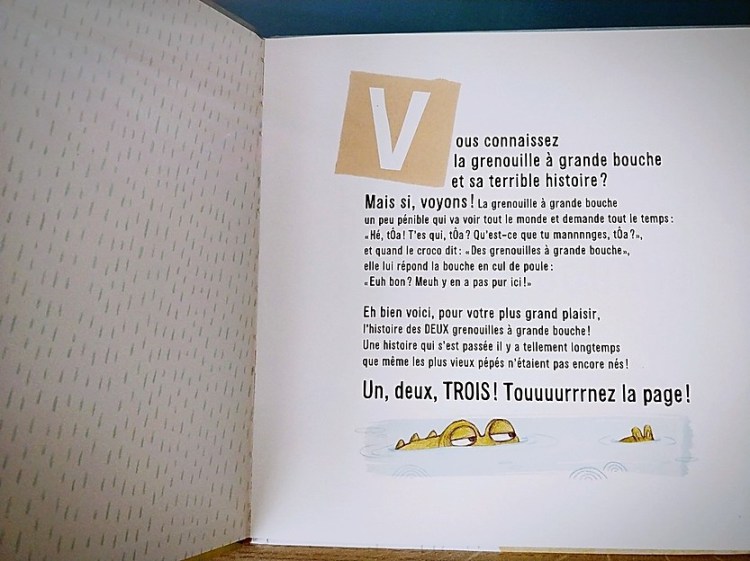 Vous connaissez
la grenouille à grande bouche
et sa terrible histoire ?
Mais si, voyons ! La grenouille à grande bouche
un peu pénible qui va voir tout le monde et demande tout le temps :
« Hé, tÔa ! T'es qui, tÔa ? Qu'est-ce que tu mannnnges, tÔa ? »,
et quand le croco dit : « Des grenouilles à grande bouche »,
elle lui répond la bouche en cul de poule :
« Euh bon ? Meuh y en a pas pur ici ! »
Eh bien voici, pour votre plus grand plaisir,
l'histoire des DEUX grenouilles à grande bouche !
Une histoire qui s'est passée il y a tellement longtemps
que même les plus vieux pépés n'étaient pas encore nés !
Un, deux, TROIS ! Touuuurrrnez la page !